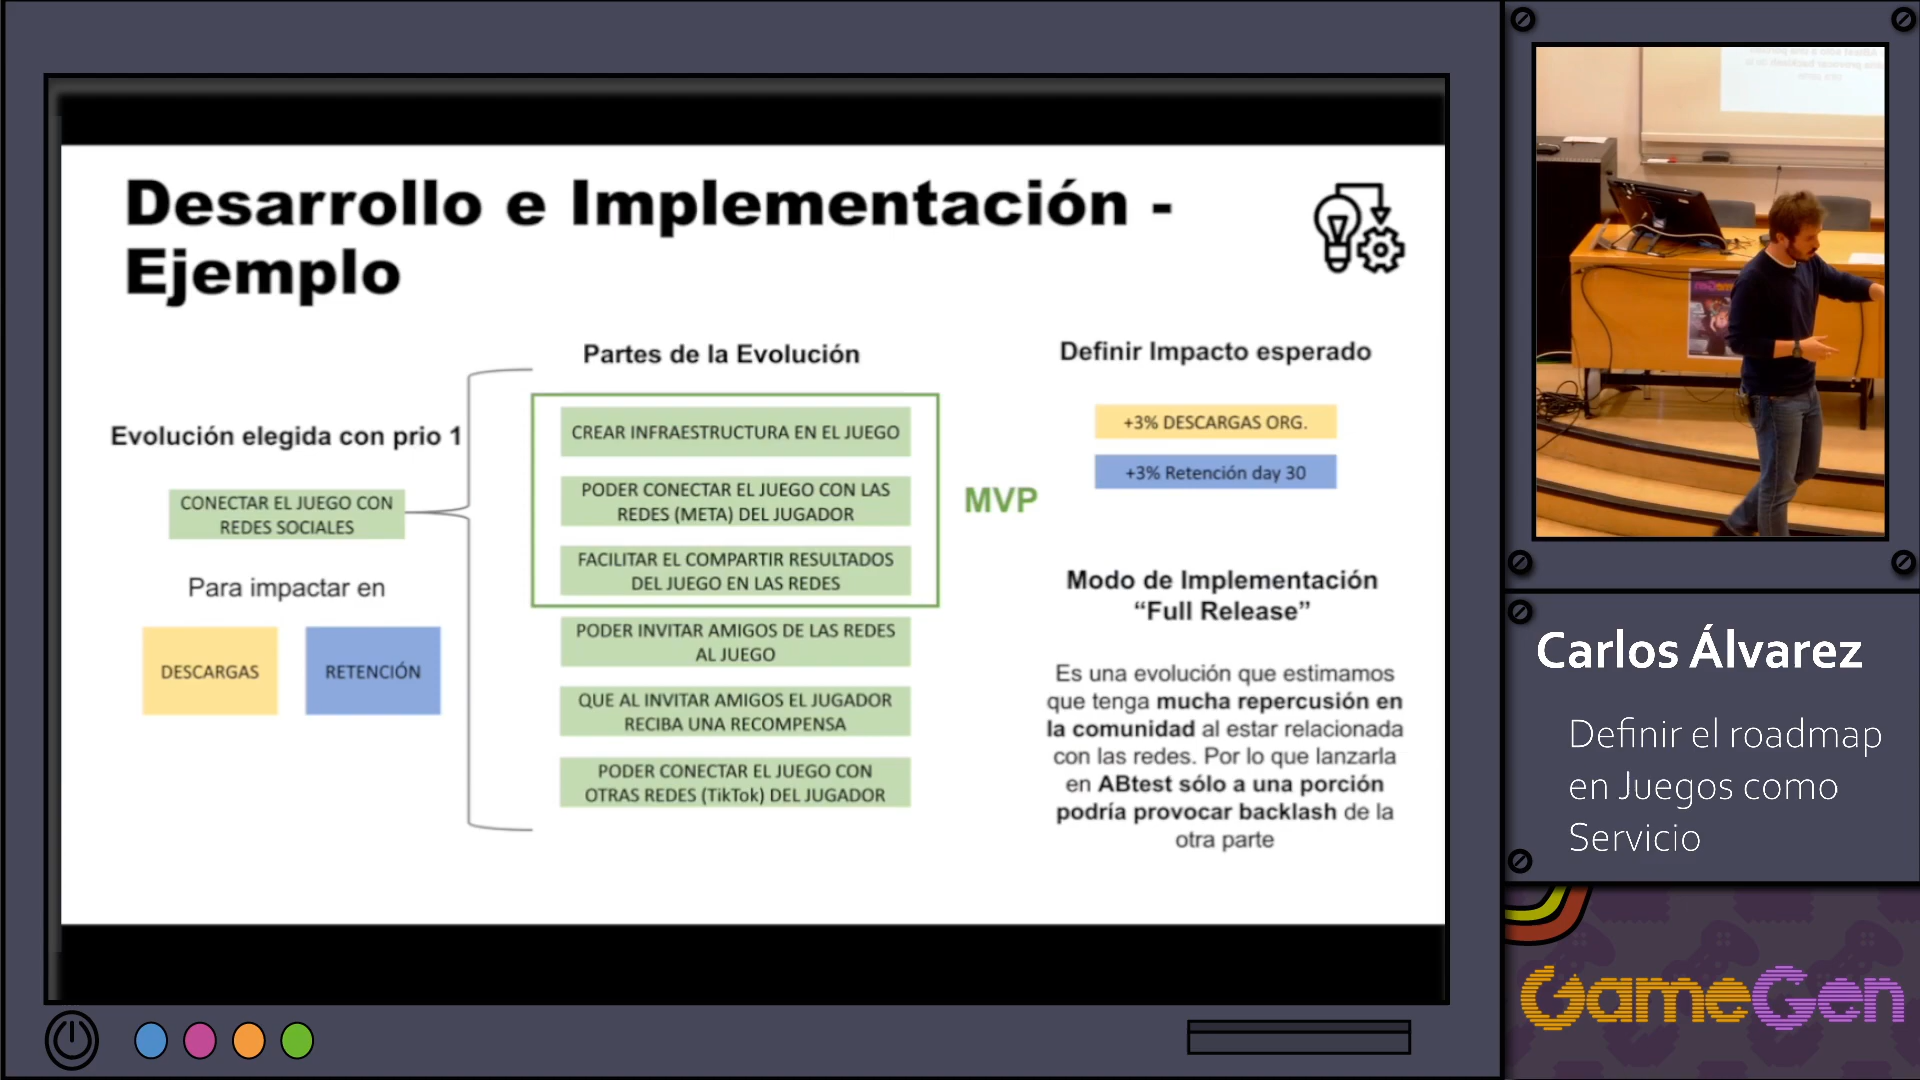 Desarrollo e Implementación -
Ejemplo
Evolución elegida con prio 1
CONECTAR EL JUEGO CON
REDES SOCIALES
Para impactar en
DESCARGAS
RETENCIÓN
Partes de la Evolución
CREAR INFRAESTRUCTURA EN EL JUEGO
PODER CONECTAR EL JUEGO CON LAS
REDES (META) DEL JUGADOR
FACILITAR EL COMPARTIR RESULTADOS
DEL JUEGO EN LAS REDES
PODER INVITAR AMIGOS DE LAS REDES
AL JUEGO
QUE AL INVITAR AMIGOS EL JUGADOR
RECIBA UNA RECOMPENSA
PODER CONECTAR EL JUEGO CON
OTRAS REDES (TikTok) DEL JUGADOR
MVP
Definir Impacto esperado
+3% DESCARGAS ORG.
+3% Retención day 30
Modo de Implementación
“Full Release”
Es una evolución que estimamos
que tenga mucha repercusión en
la comunidad al estar relacionada
con las redes. Por lo que lanzarla
en ABtest sólo a una porción
podría provocar backlash de la
otra parte
Carlos Álvarez
Definir el roadmap
en Juegos como
Servicio
GameGen